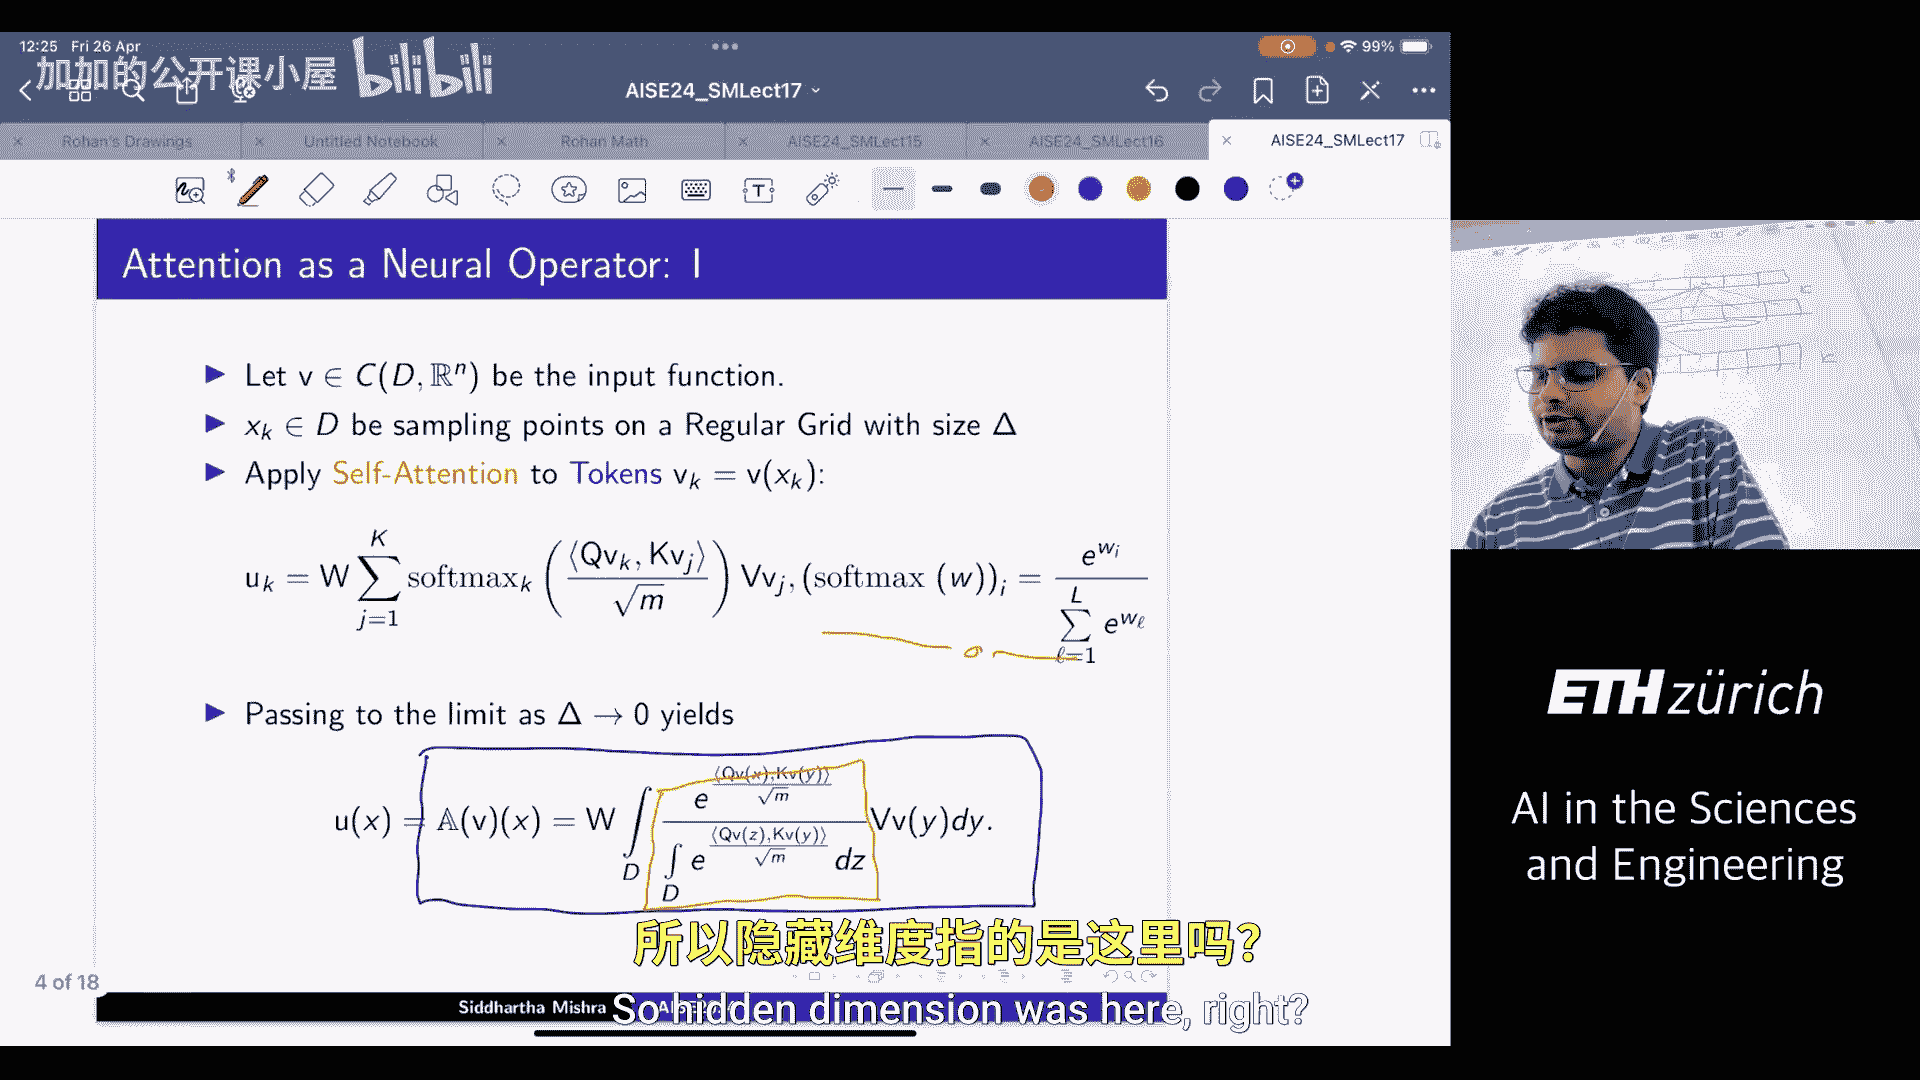 12:25 Fri 26 Apr
99%
加加的公开课小屋 bilibili
AISE24_SMLect17
Rohan's Drawings
Untitled Notebook
Rohan Math
AISE24_SMLect15
AISE24_SMLect16
AISE24_SMLect17
Attention as a Neural Operator: I
▶ Let v ∈ C(D, ℝⁿ) be the input function.
▶ x_k ∈ D be sampling points on a Regular Grid with size Δ
▶ Apply Self-Attention to Tokens v_k = v(x_k):
u_k = W ∑_{j=1}^{K} softmax_k (⟨Qv_k, Kv_j⟩ / √m) Vv_j, (softmax (w))_i = e^{w_i} / ∑_{ℓ=1}^{L} e^{w_ℓ}
▶ Passing to the limit as Δ → 0 yields
u(x) = 𝔸(v)(x) = W ∫_D e^{⟨Qv(x),Kv(y)⟩ / √m} / ∫_D e^{⟨Qv(z),Kv(y)⟩ / √m} dz Vv(y)dy.
所以隐藏维度指的是这里吗?
4 of 18
Siddhartha Mishra
So hidden dimension was here, right?
ETH zürich
AI in the Sciences
and Engineering